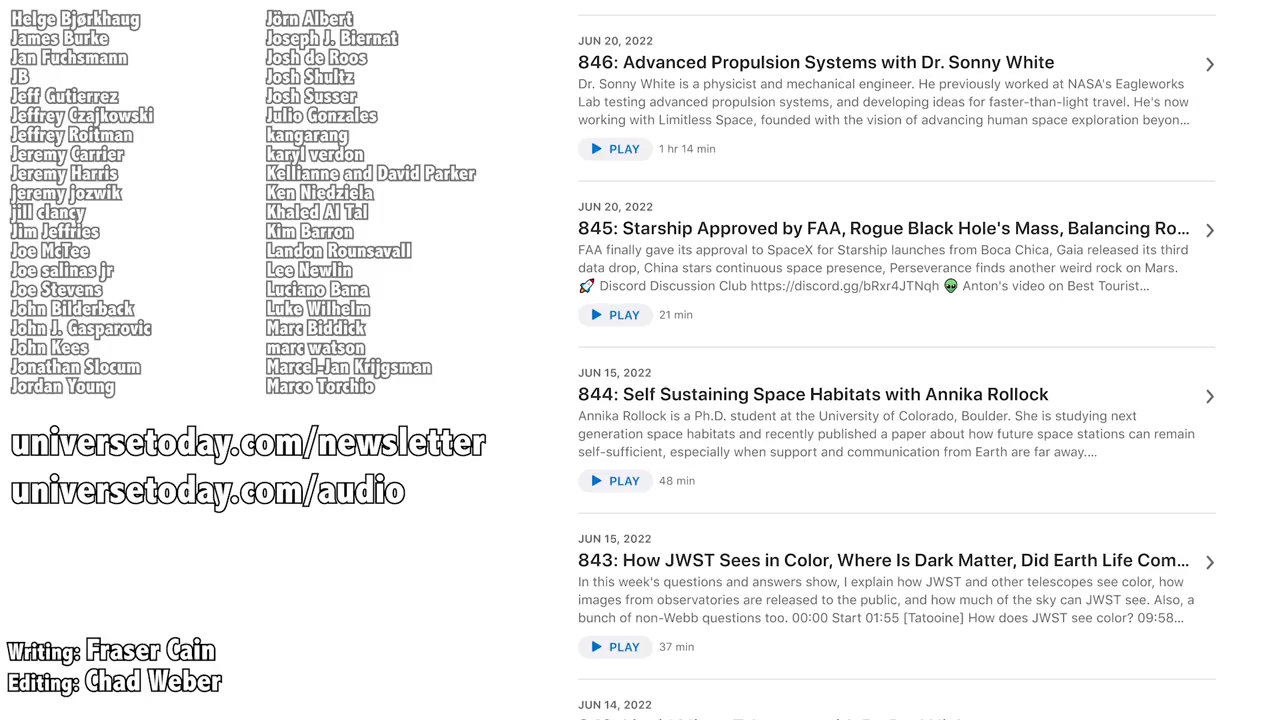 Helge Bjørkhaug
James Burke
Jan Fuchsmann
JB
Jeff Gutierrez
Jeffrey Czajkowski
Jeffrey Roitman
Jeremy Carrier
Jeremy Harris
jeremy jozwik
jill clancy
Jim Jeffries
Joe McTee
Joe salinas jr
Joe Stevens
John Bilderback
John J. Gasparovic
John Kees
Jonathan Slocum
Jordan Young
Jörn Albert
Joseph J. Biernat
Josh de Roos
Josh Shultz
Josh Susser
Julio Gonzales
kangarang
karyl verdon
Kellianne and David Parker
Ken Niedziela
Khaled Al Tal
Kim Barron
Landon Rounsavall
Lee Newlin
Luciano Bana
Luke Wilhelm
Marc Biddick
marc watson
Marcel-Jan Krijgsman
Marco Torchio
universetoday.com/newsletter
universetoday.com/audio
Writing: Fraser Cain
Editing: Chad Weber
JUN 20, 2022
846: Advanced Propulsion Systems with Dr. Sonny White
Dr. Sonny White is a physicist and mechanical engineer. He previously worked at NASA's Eagleworks
Lab testing advanced propulsion systems, and developing ideas for faster-than-light travel. He's now
working with Limitless Space, founded with the vision of advancing human space exploration beyon...
PLAY 1 hr 14 min
JUN 20, 2022
845: Starship Approved by FAA, Rogue Black Hole's Mass, Balancing Ro...
FAA finally gave its approval to SpaceX for Starship launches from Boca Chica, Gaia released its third
data drop, China stars continuous space presence, Perseverance finds another weird rock on Mars.
🚀 Discord Discussion Club https://discord.gg/bRxr4JTNqh 👽 Anton's video on Best Tourist...
PLAY 21 min
JUN 15, 2022
844: Self Sustaining Space Habitats with Annika Rollock
Annika Rollock is a Ph.D. student at the University of Colorado, Boulder. She is studying next
generation space habitats and recently published a paper about how future space stations can remain
self-sufficient, especially when support and communication from Earth are far away....
PLAY 48 min
JUN 15, 2022
843: How JWST Sees in Color, Where Is Dark Matter, Did Earth Life Com...
In this week's questions and answers show, I explain how JWST and other telescopes see color, how
images from observatories are released to the public, and how much of the sky can JWST see. Also, a
bunch of non-Webb questions too. 00:00 Start 01:55 [Tatooine] How does JWST see color? 09:58...
PLAY 37 min
JUN 14, 2022